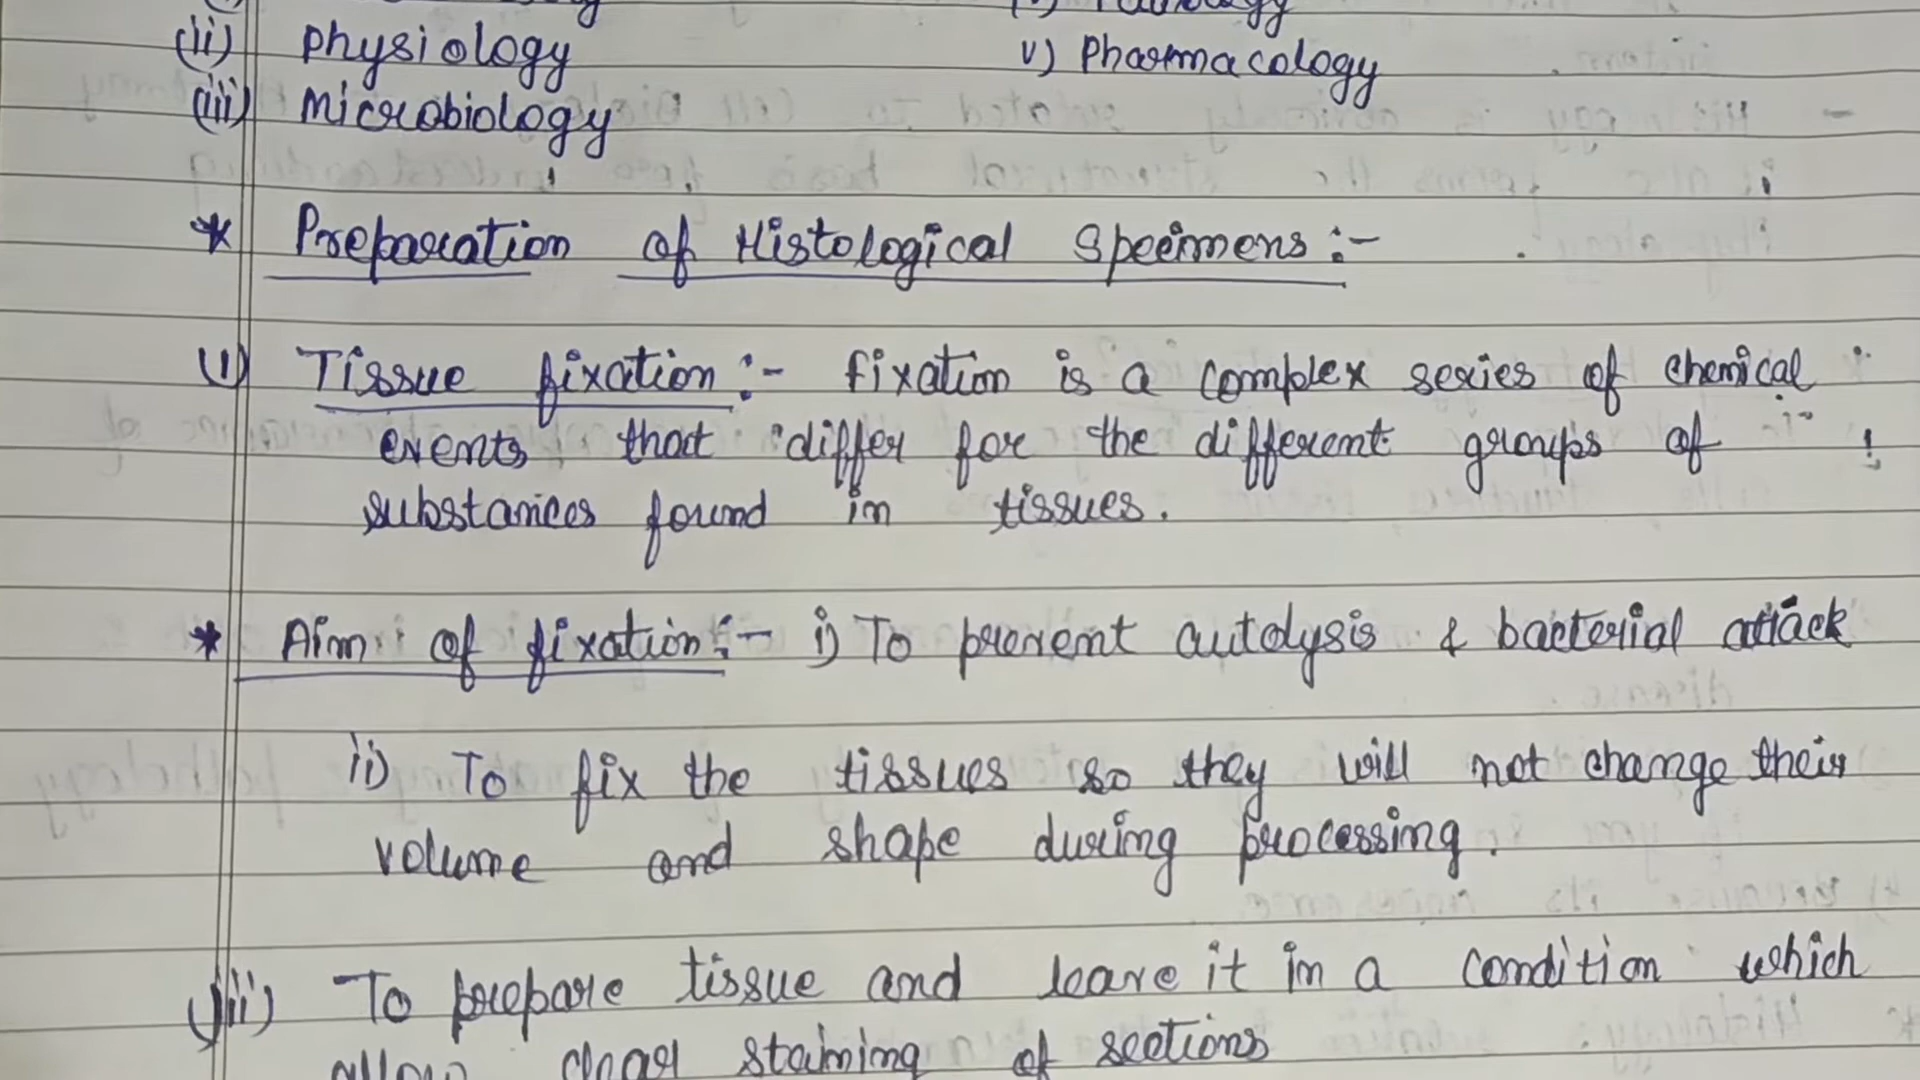 (ii) Physiology
v) Pharmacology
(iii) Microbiology
* Preparation of Histological Speeimens :-
(1) Tissue fixation :- fixation is a complex series of chemical
events that differ for the different groups of
substances found in tissues.
* Aim of fixation :- i) To prevent autolysis & bacterial attack
ii) To fix the tissues so they will not change their
volume and shape during processing.
iii) To prepare tissue and leave it in a condition which
allow clear staining of sections